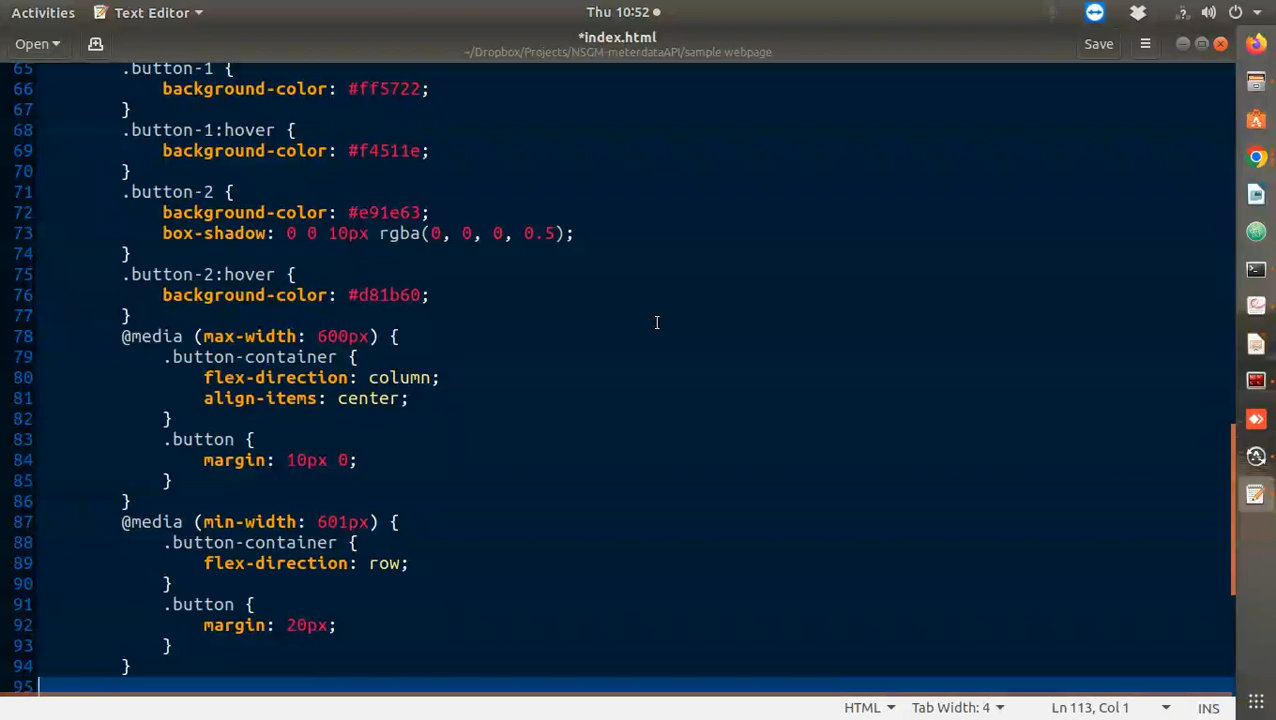 Activities Text Editor Thu 10:52
Open *index.html Save
~/Dropbox/Projects/NSGM-meterdataAPI/sample webpage
65 .button-1 {
66 background-color: #ff5722;
67 }
68 .button-1:hover {
69 background-color: #f4511e;
70 }
71 .button-2 {
72 background-color: #e91e63;
73 box-shadow: 0 0 10px rgba(0, 0, 0, 0.5);
74 }
75 .button-2:hover {
76 background-color: #d81b60;
77 }
78 @media (max-width: 600px) {
79 .button-container {
80 flex-direction: column;
81 align-items: center;
82 }
83 .button {
84 margin: 10px 0;
85 }
86 }
87 @media (min-width: 601px) {
88 .button-container {
89 flex-direction: row;
90 }
91 .button {
92 margin: 20px;
93 }
94 }
95
HTML Tab Width: 4 Ln 113, Col 1 INS